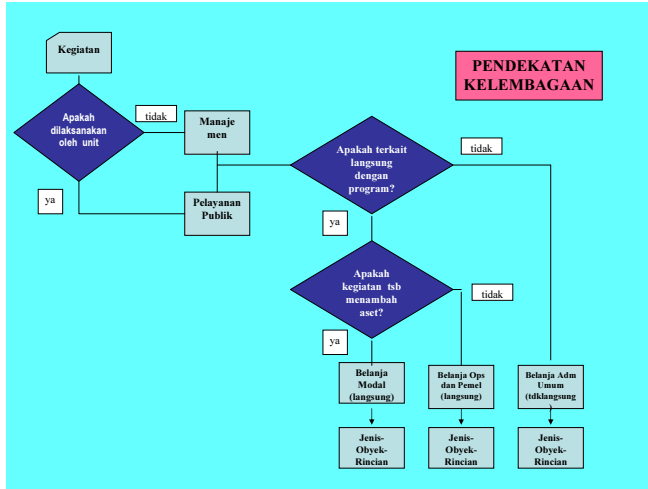 Kegiatan
PENDEKATAN
KELEMBAGAAN
Apakah
dilaksanakan
oleh unit
tidak
Manaje
men
Apakah terkait
langsung
dengan
program?
tidak
ya
Pelayanan
Publik
ya
Apakah
kegiatan tsb
menambah
aset?
tidak
ya
Belanja
Modal
(langsung)
Belanja Ops
dan Pemel
(langsung)
Belanja Adm
Umum
(tdklangsung
)
Jenis-
Obyek-
Rincian
Jenis-
Obyek-
Rincian
Jenis-
Obyek-
Rincian